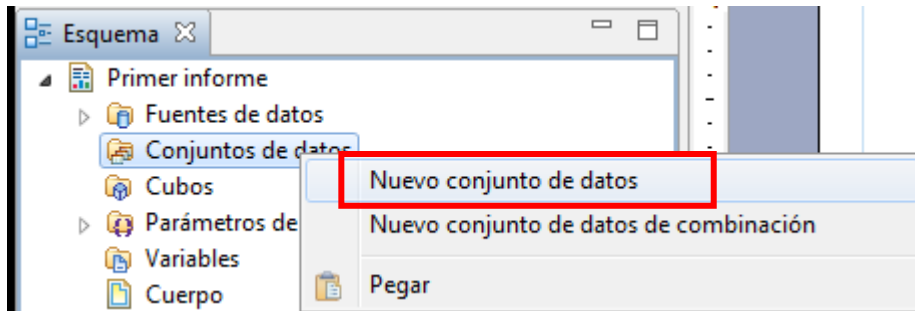 Esquema
Primer informe
Fuentes de datos
Conjuntos de datos
Nuevo conjunto de datos
Cubos
Parámetros de
Nuevo conjunto de datos de combinación
Variables
Cuerpo
Pegar